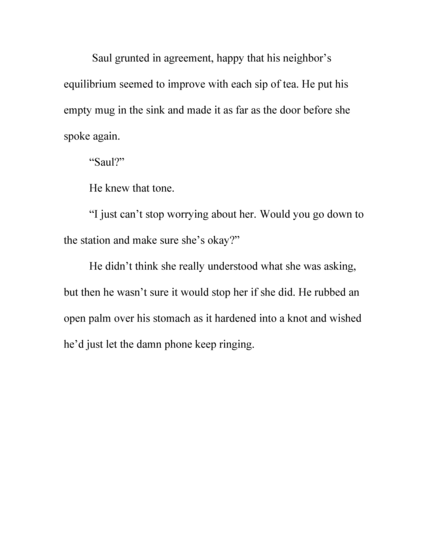 Saul grunted in agreement, happy that his neighbor’s
equilibrium seemed to improve with each sip of tea. He put his
empty mug in the sink and made it as far as the door before she
spoke again.
“Saul?”
He knew that tone.
“I just can’t stop worrying about her. Would you go down to
the station and make sure she’s okay?”
He didn’t think she really understood what she was asking,
but then he wasn’t sure it would stop her if she did. He rubbed an
open palm over his stomach as it hardened into a knot and wished
he’d just let the damn phone keep ringing.